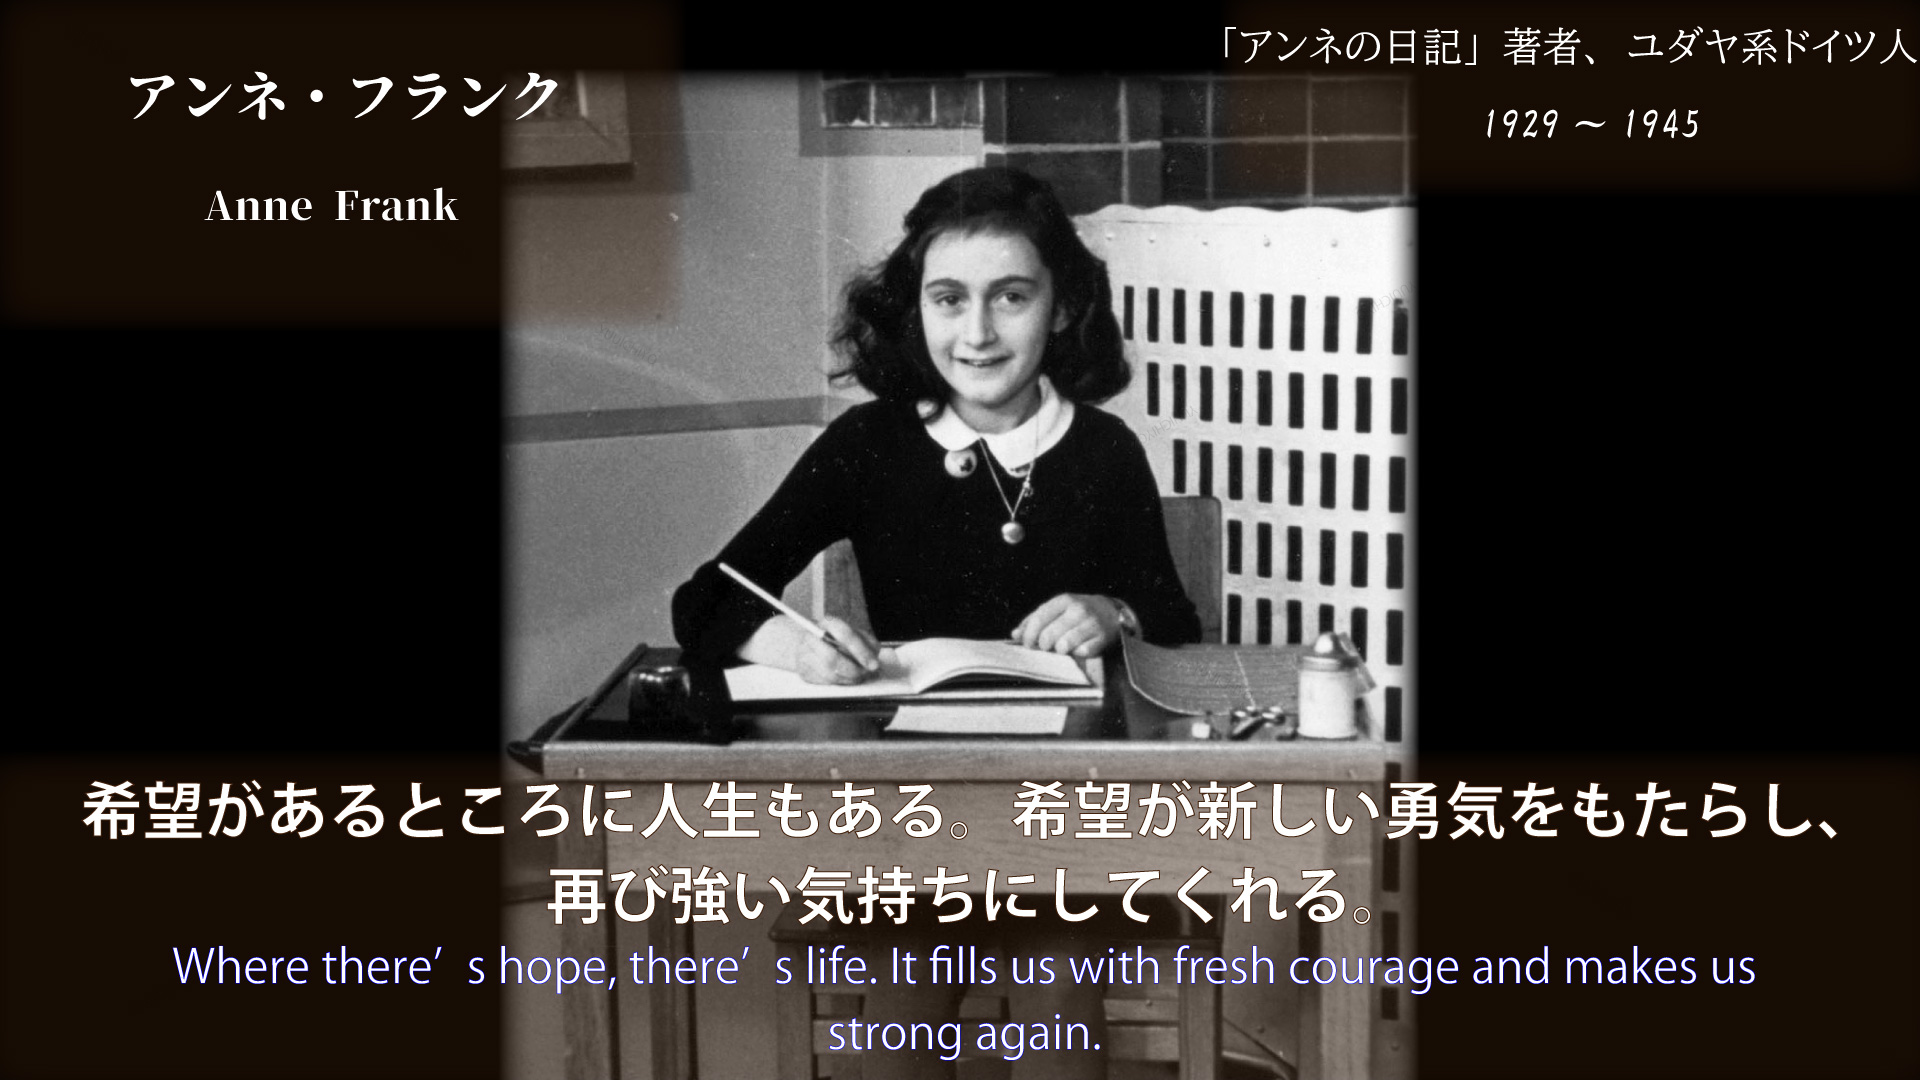 アンネ・フランク
Anne Frank
「アンネの日記」著者、ユダヤ系ドイツ人
1929 〜 1945
希望があるところに人生もある。希望が新しい勇気をもたらし、
再び強い気持ちにしてくれる。
Where there’s hope, there’s life. It fills us with fresh courage and makes us
strong again.